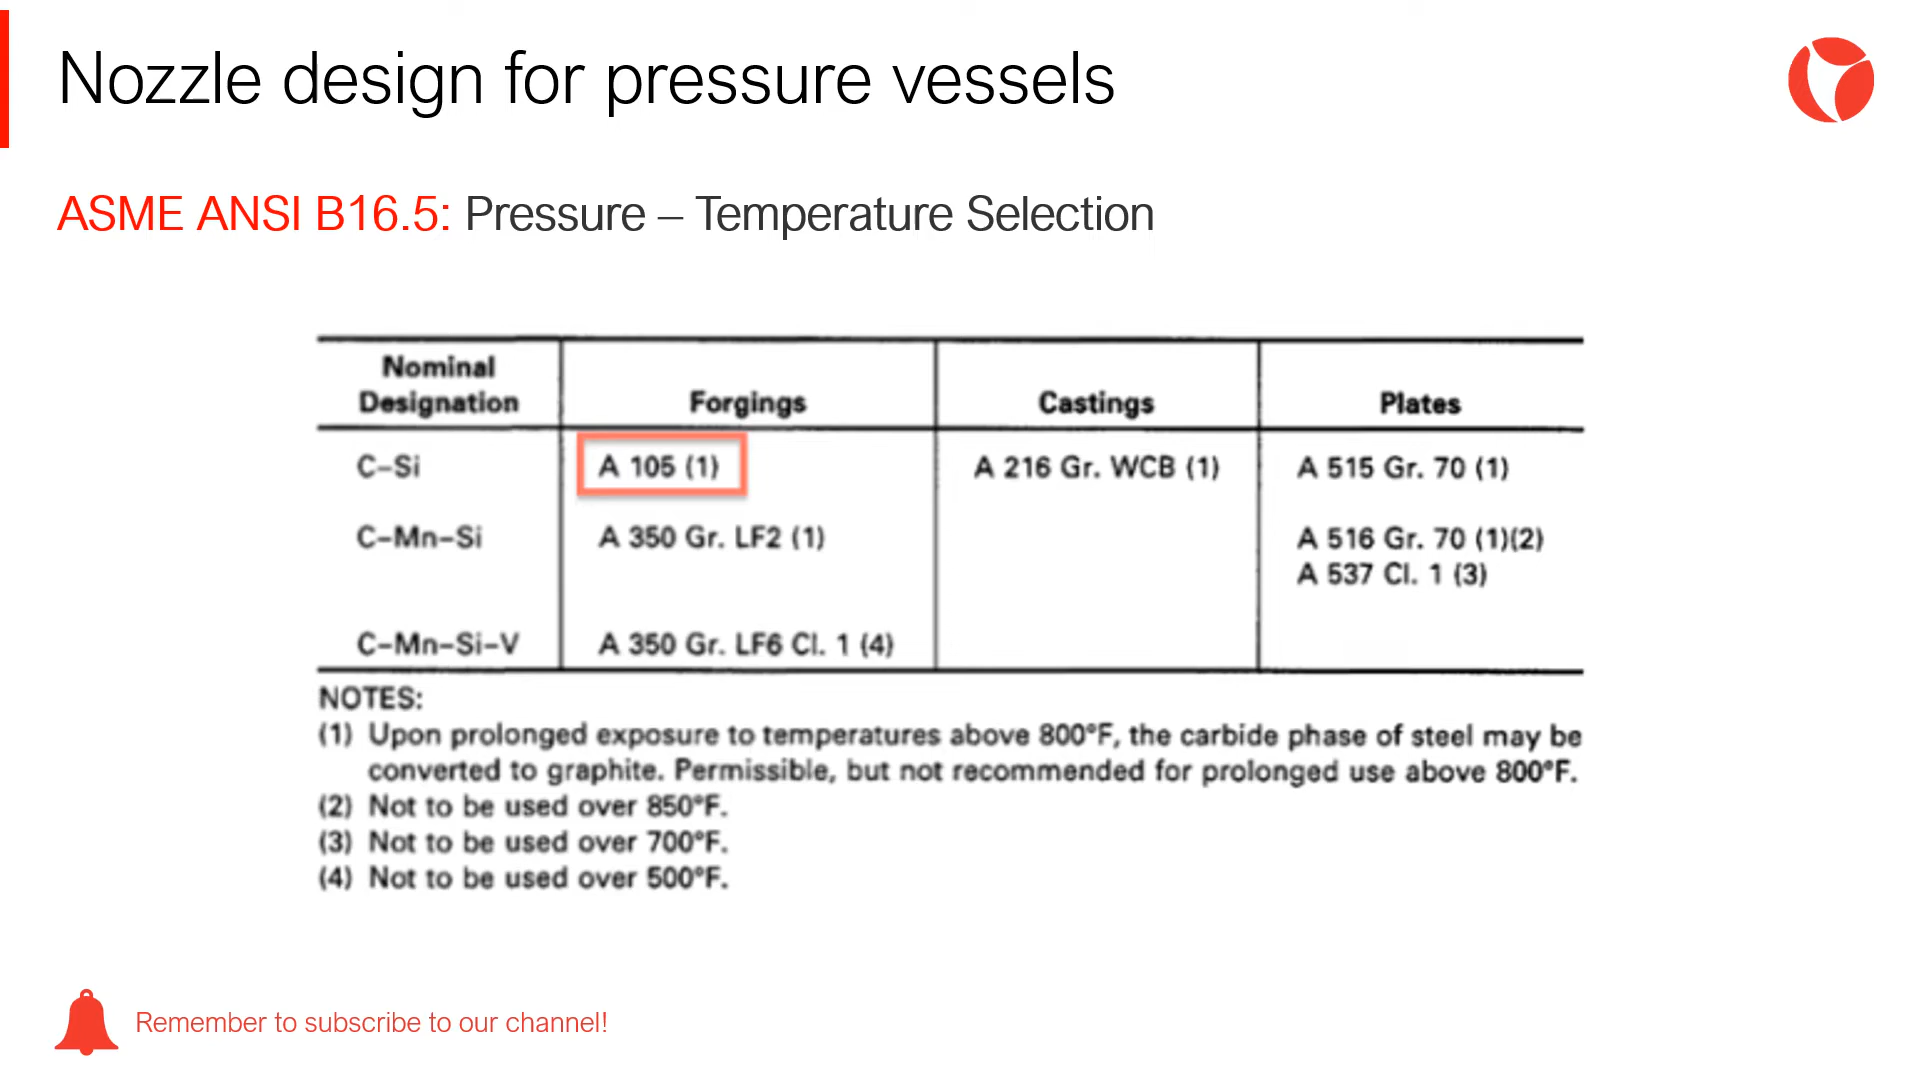 Nozzle design for pressure vessels
ASME ANSI B16.5: Pressure – Temperature Selection
Nominal Designation Forgings Castings Plates
C–Si A 105 (1) A 216 Gr. WCB (1) A 515 Gr. 70 (1)
C–Mn–Si A 350 Gr. LF2 (1) A 516 Gr. 70 (1)(2)
A 537 Cl. 1 (3)
C–Mn–Si–V A 350 Gr. LF6 Cl. 1 (4)
NOTES:
(1) Upon prolonged exposure to temperatures above 800°F, the carbide phase of steel may be
converted to graphite. Permissible, but not recommended for prolonged use above 800°F.
(2) Not to be used over 850°F.
(3) Not to be used over 700°F.
(4) Not to be used over 500°F.
Remember to subscribe to our channel!